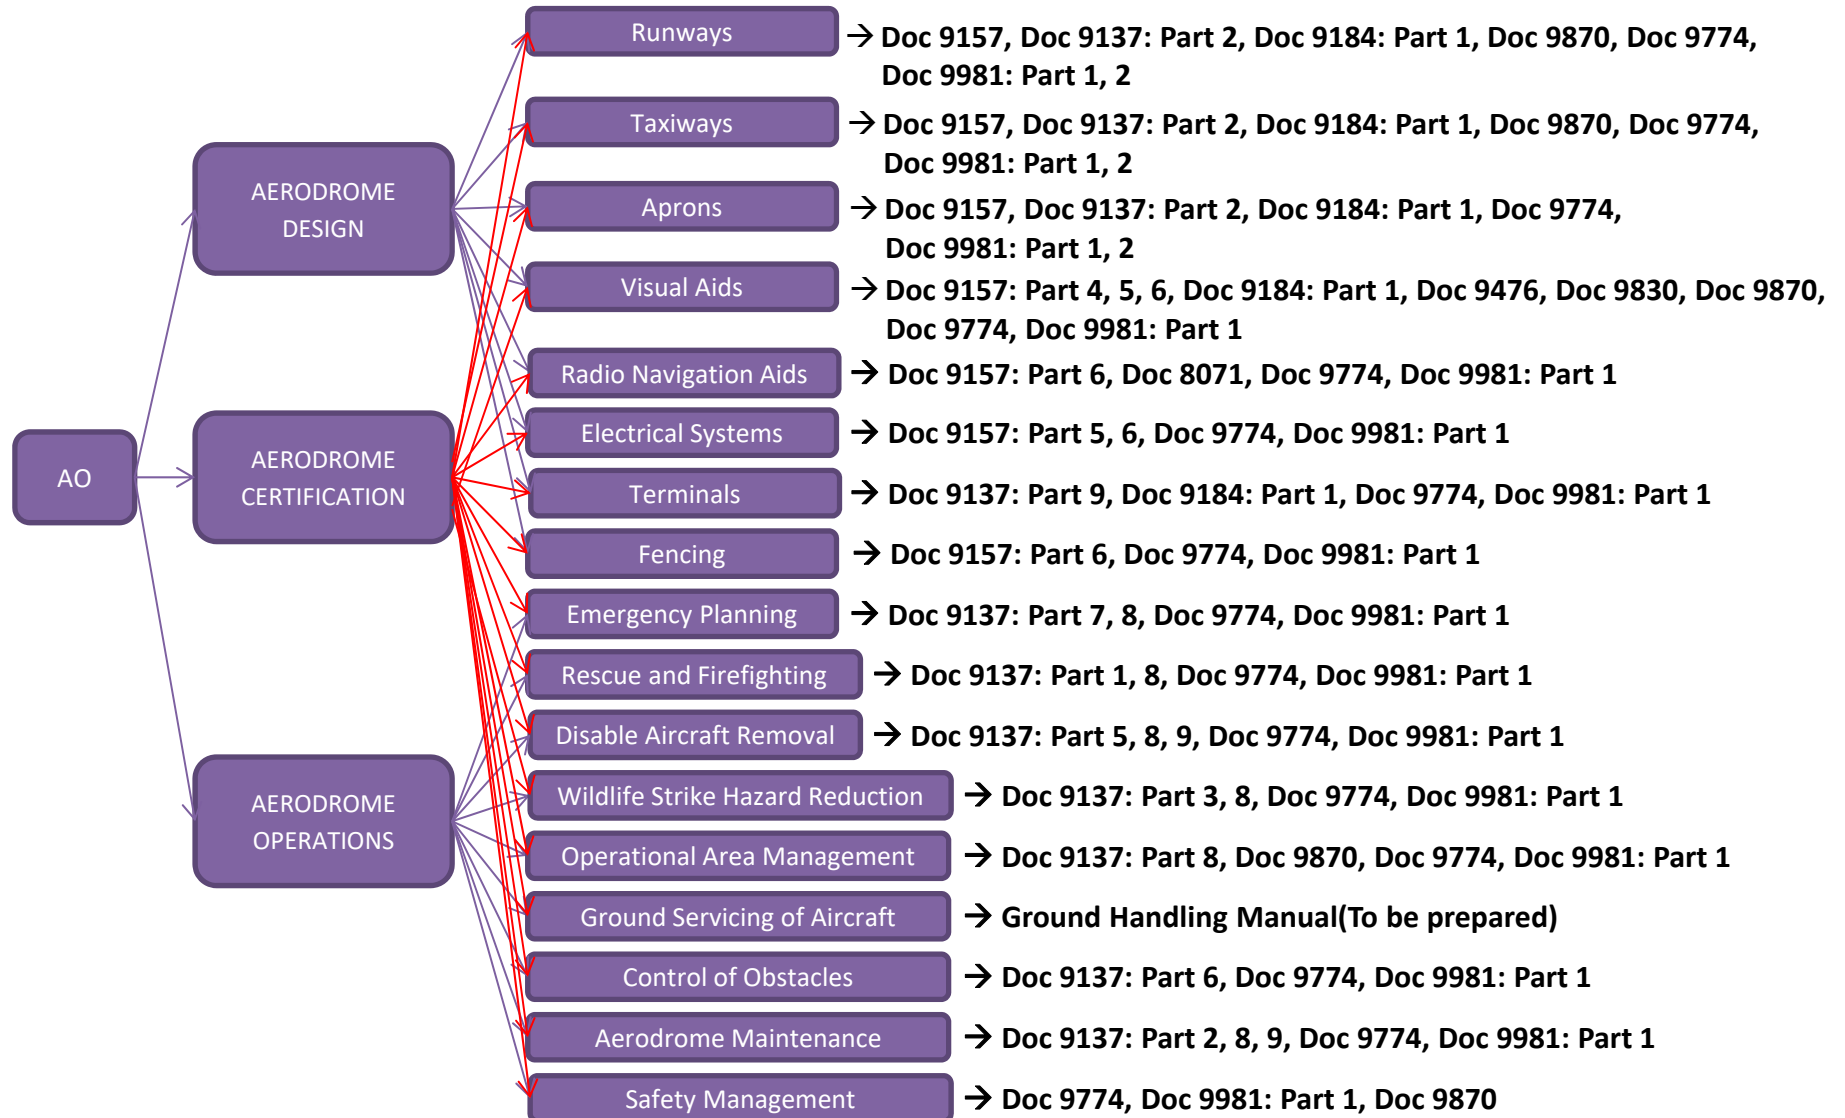 Runways
→ Doc 9157, Doc 9137: Part 2, Doc 9184: Part 1, Doc 9870, Doc 9774,
Doc 9981: Part 1, 2
Taxiways
→ Doc 9157, Doc 9137: Part 2, Doc 9184: Part 1, Doc 9870, Doc 9774,
Doc 9981: Part 1, 2
AERODROME
DESIGN
Aprons
→ Doc 9157, Doc 9137: Part 2, Doc 9184: Part 1, Doc 9774,
Doc 9981: Part 1, 2
Visual Aids
→ Doc 9157: Part 4, 5, 6, Doc 9184: Part 1, Doc 9476, Doc 9830, Doc 9870,
Doc 9774, Doc 9981: Part 1
Radio Navigation Aids
→ Doc 9157: Part 6, Doc 8071, Doc 9774, Doc 9981: Part 1
Electrical Systems
→ Doc 9157: Part 5, 6, Doc 9774, Doc 9981: Part 1
AO
AERODROME
CERTIFICATION
Terminals
→ Doc 9137: Part 9, Doc 9184: Part 1, Doc 9774, Doc 9981: Part 1
Fencing
→ Doc 9157: Part 6, Doc 9774, Doc 9981: Part 1
Emergency Planning
→ Doc 9137: Part 7, 8, Doc 9774, Doc 9981: Part 1
Rescue and Firefighting
→ Doc 9137: Part 1, 8, Doc 9774, Doc 9981: Part 1
Disable Aircraft Removal
→ Doc 9137: Part 5, 8, 9, Doc 9774, Doc 9981: Part 1
Wildlife Strike Hazard Reduction
→ Doc 9137: Part 3, 8, Doc 9774, Doc 9981: Part 1
AERODROME
OPERATIONS
Operational Area Management
→ Doc 9137: Part 8, Doc 9870, Doc 9774, Doc 9981: Part 1
Ground Servicing of Aircraft
→ Ground Handling Manual(To be prepared)
Control of Obstacles
→ Doc 9137: Part 6, Doc 9774, Doc 9981: Part 1
Aerodrome Maintenance
→ Doc 9137: Part 2, 8, 9, Doc 9774, Doc 9981: Part 1
Safety Management
→ Doc 9774, Doc 9981: Part 1, Doc 9870